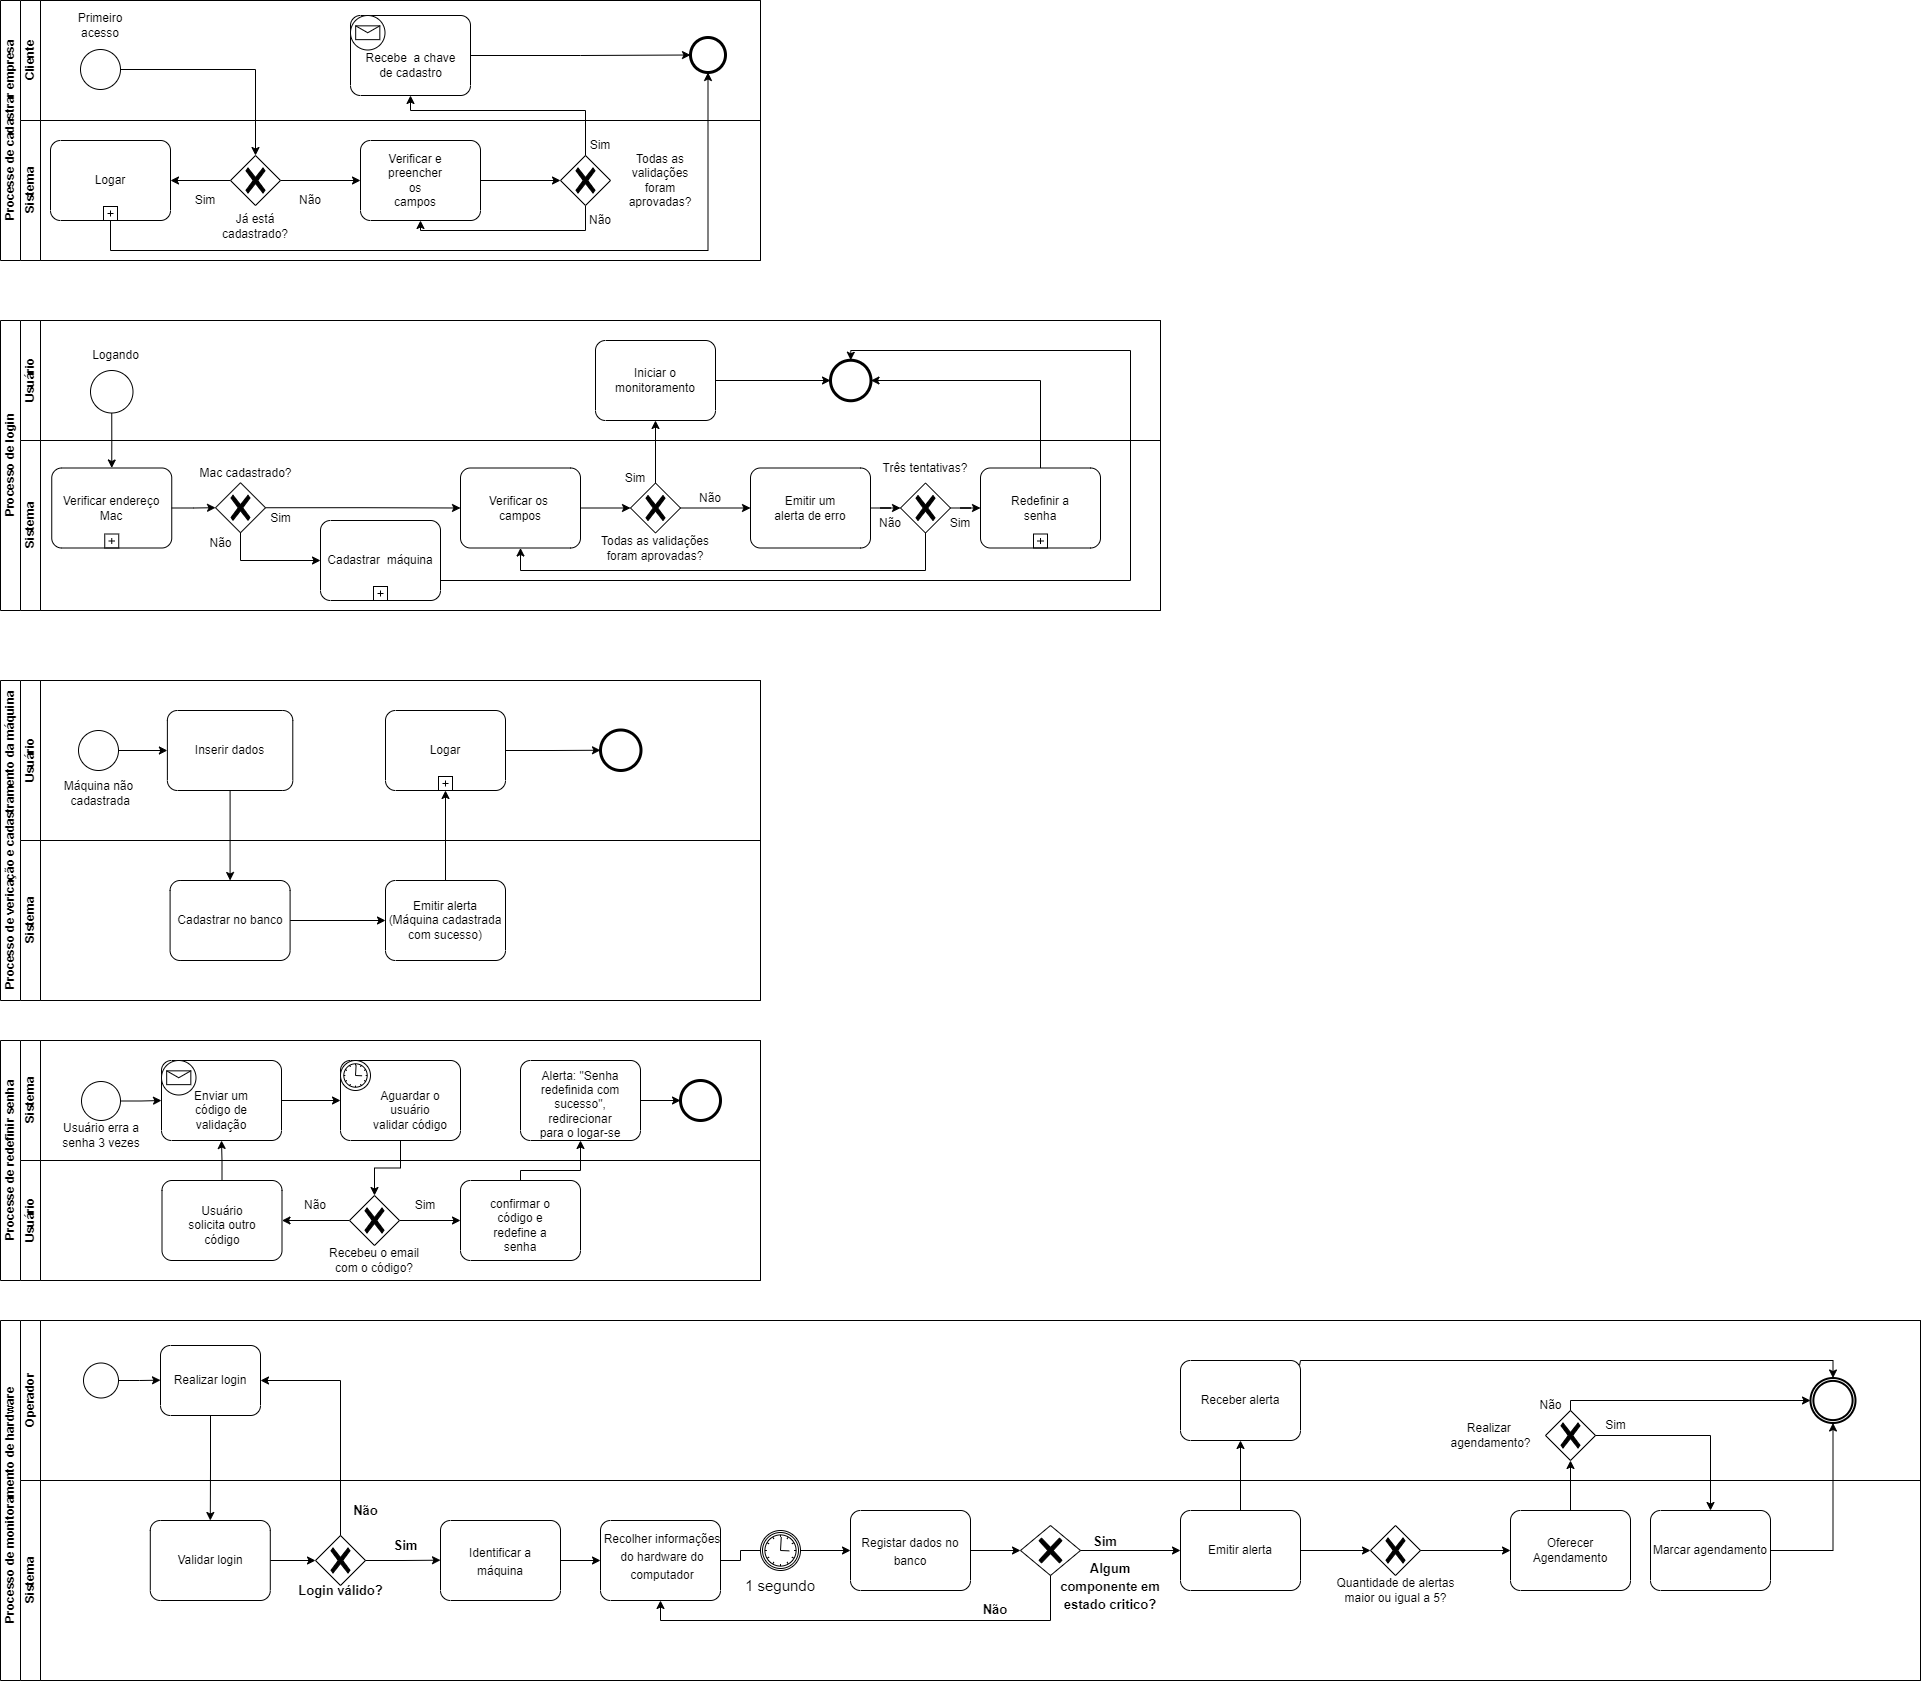 Processe de cadastrar empresa
Cliente
Primeiro
acesso
Recebe a chave
de cadastro
Sistema
Logar
Sim
Já está
cadastrado?
Não
Verificar e
preencher
os
campos
Sim
Não
Todas as
validações
foram
aprovadas?
Processo de login
Usuário
Logando
Iniciar o
monitoramento
Sistema
Verificar endereço
Mac
Mac cadastrado?
Sim
Não
Cadastrar máquina
Verificar os
campos
Sim
Todas as validações
foram aprovadas?
Não
Emitir um
alerta de erro
Três tentativas?
Não
Sim
Redefinir a
senha
Processo de vericação e cadastramento da máquina
Usuário
Máquina não
cadastrada
Inserir dados
Logar
Sistema
Cadastrar no banco
Emitir alerta
(Máquina cadastrada
com sucesso)
Processe de redefinir senha
Sistema
Usuário erra a
senha 3 vezes
Enviar um
código de
validação
Aguardar o
usuário
validar código
Alerta: "Senha
redefinida com
sucesso",
redirecionar
para o logar-se
Usuário
Usuário
solicita outro
código
Não
Sim
Recebeu o email
com o código?
confirmar o
código e
redefine a
senha
Processo de monitoramento de hardware
Operador
Realizar login
Receber alerta
Realizar
agendamento?
Não
Sim
Sistema
Validar login
Não
Sim
Login válido?
Identificar a
máquina
Recolher informações
do hardware do
computador
1 segundo
Registar dados no
banco
Não
Sim
Algum
componente em
estado critico?
Emitir alerta
Quantidade de alertas
maior ou igual a 5?
Oferecer
Agendamento
Marcar agendamento